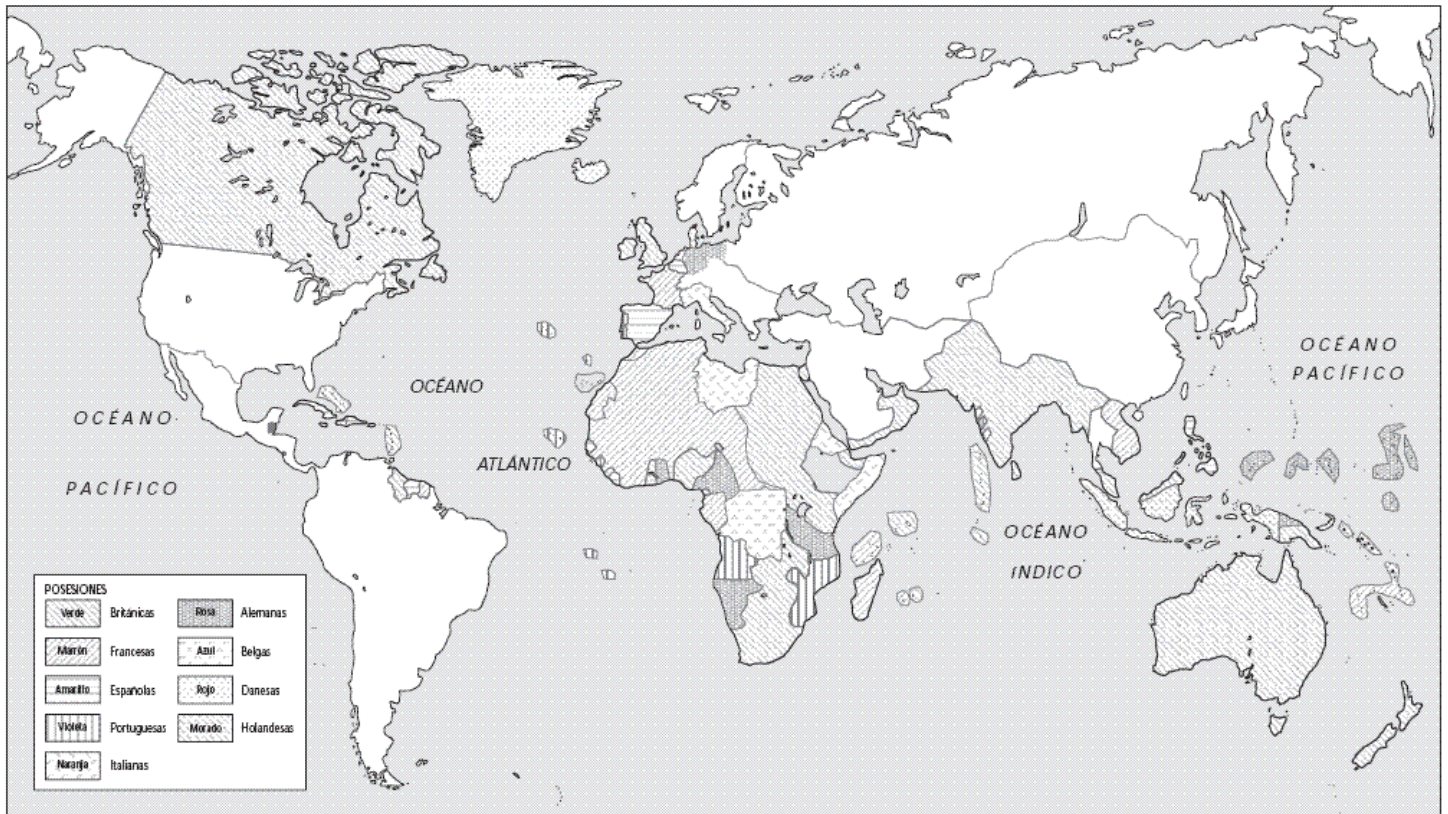 OCÉANO
PACÍFICO
OCÉANO
ATLÁNTICO
OCÉANO
PACÍFICO
OCÉANO
ÍNDICO
POSESIONES
Verde Británicas
Rosa Alemanas
Marrón Francesas
Azul Belgas
Amarillo Españolas
Rojo Danesas
Violeta Portuguesas
Morado Holandesas
Naranja Italianas